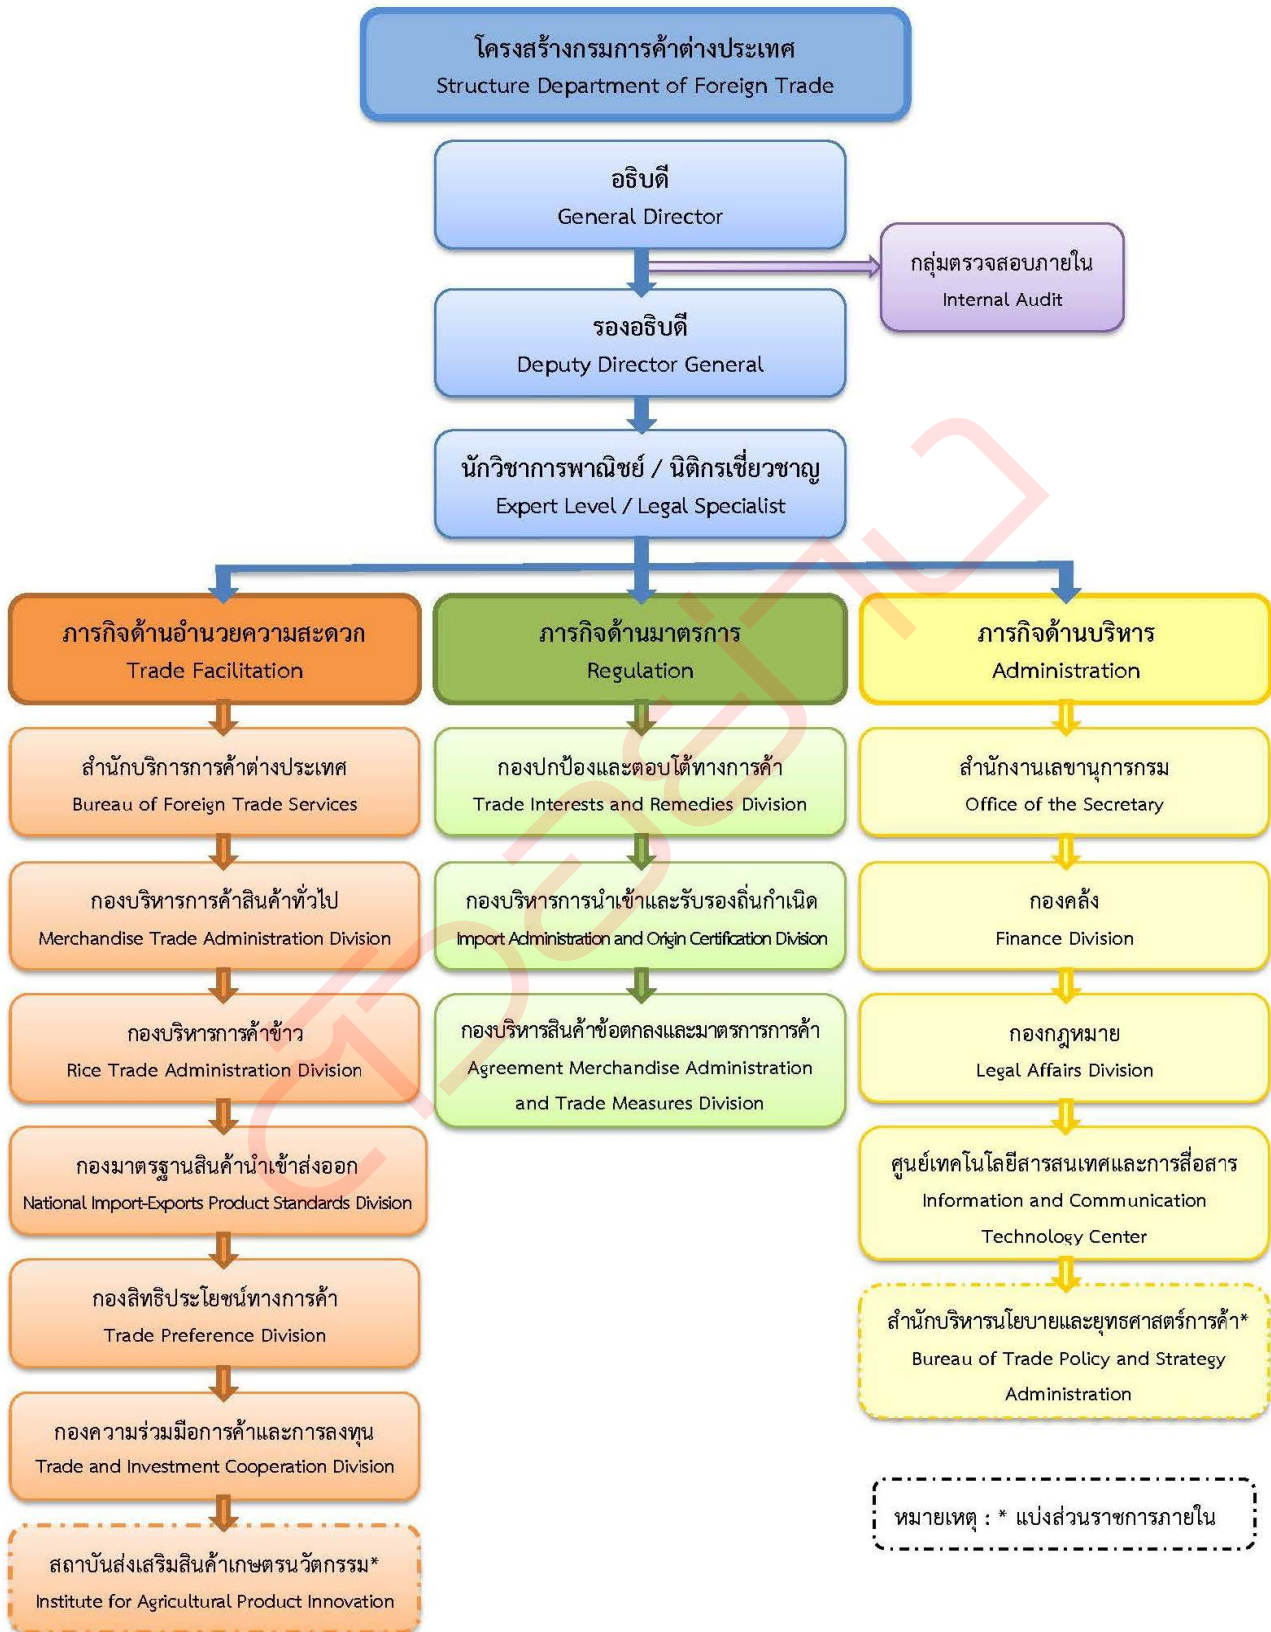 โครงสร้างกรมการค้าต่างประเทศ
Structure Department of Foreign Trade
อธิบดี
General Director
กลุ่มตรวจสอบภายใน
Internal Audit
รองอธิบดี
Deputy Director General
นักวิชาการพาณิชย์ / นิติกรเชี่ยวชาญ
Expert Level / Legal Specialist
ภารกิจด้านอำนวยความสะดวก
Trade Facilitation
สำนักบริการการค้าต่างประเทศ
Bureau of Foreign Trade Services
กองบริหารการค้าสินค้าทั่วไป
Merchandise Trade Administration Division
กองบริหารการค้าข้าว
Rice Trade Administration Division
กองมาตรฐานสินค้านำเข้าส่งออก
National Import-Exports Product Standards Division
กองสิทธิประโยชน์ทางการค้า
Trade Preference Division
กองความร่วมมือการค้าและการลงทุน
Trade and Investment Cooperation Division
สถาบันส่งเสริมสินค้าเกษตรนวัตกรรม*
Institute for Agricultural Product Innovation
ภารกิจด้านมาตรการ
Regulation
กองปกป้องและตอบโต้ทางการค้า
Trade Interests and Remedies Division
กองบริหารการนำเข้าและรับรองถิ่นกำเนิด
Import Administration and Origin Certification Division
กองบริหารสินค้าข้อตกลงและมาตรการการค้า
Agreement Merchandise Administration
and Trade Measures Division
ภารกิจด้านบริหาร
Administration
สำนักงานเลขานุการกรม
Office of the Secretary
กองคลัง
Finance Division
กองกฎหมาย
Legal Affairs Division
ศูนย์เทคโนโลยีสารสนเทศและการสื่อสาร
Information and Communication
Technology Center
สำนักบริหารนโยบายและยุทธศาสตร์การค้า*
Bureau of Trade Policy and Strategy
Administration
หมายเหตุ : * แบ่งส่วนราชการภายใน
ตัวอย่าง